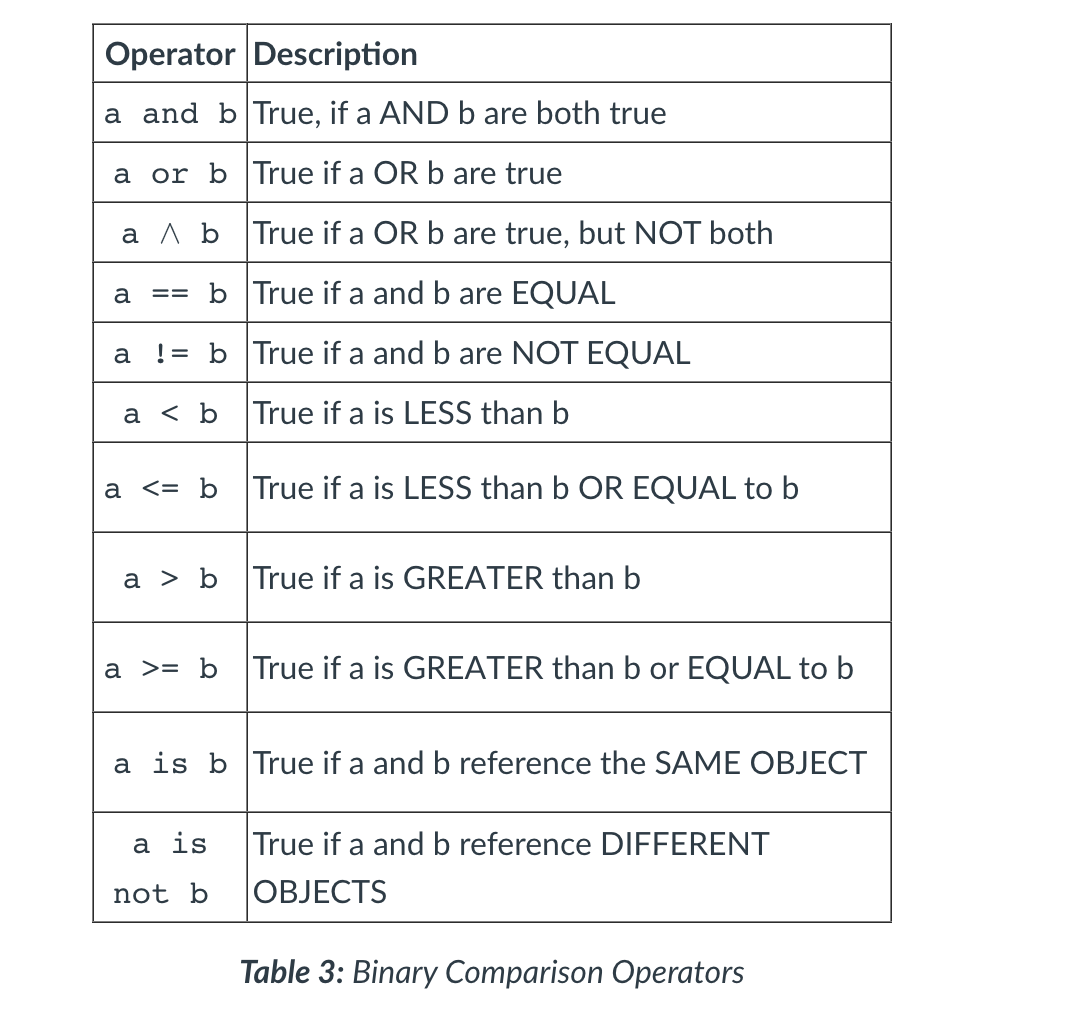 Operator Description
a and b True, if a AND b are both true
a or b True if a OR b are true
a ∧ b True if a OR b are true, but NOT both
a == b True if a and b are EQUAL
a != b True if a and b are NOT EQUAL
a < b True if a is LESS than b
a <= b True if a is LESS than b OR EQUAL to b
a > b True if a is GREATER than b
a >= b True if a is GREATER than b or EQUAL to b
a is b True if a and b reference the SAME OBJECT
a is True if a and b reference DIFFERENT
not b OBJECTS
Table 3: Binary Comparison Operators